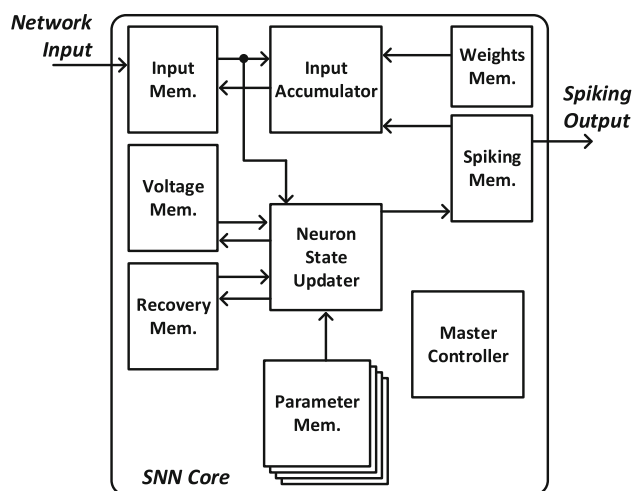 Network
Input
Input
Mem.
Input
Accumulator
Weights
Mem.
Spiking
Output
Spiking
Mem.
Voltage
Mem.
Neuron
State
Updater
Recovery
Mem.
Master
Controller
Parameter
Mem.
SNN Core